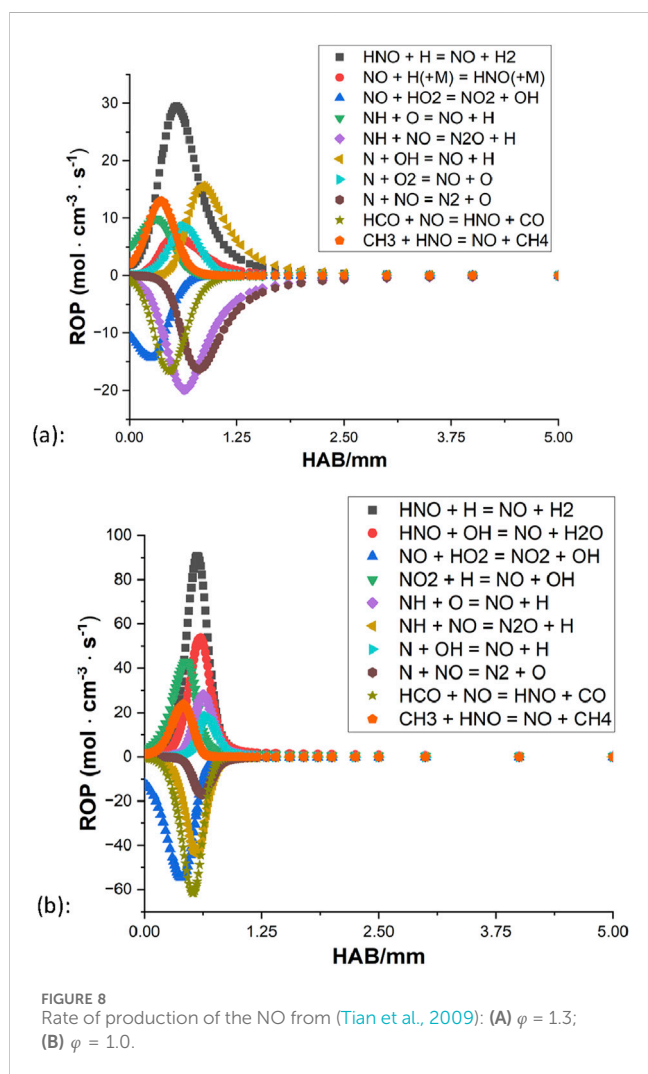 HNO + H = NO + H2
NO + H(+M) = HNO(+M)
NO + HO2 = NO2 + OH
NH + O = NO + H
NH + NO = N2O + H
N + OH = NO + H
N + O2 = NO + O
N + NO = N2 + O
HCO + NO = HNO + CO
CH3 + HNO = NO + CH4
30
20
10
0
−10
−20
ROP (mol · cm⁻³ · s⁻¹)
0.00 1.25 2.50 3.75 5.00
HAB/mm
(a):
HNO + H = NO + H2
HNO + OH = NO + H2O
NO + HO2 = NO2 + OH
NO2 + H = NO + OH
NH + O = NO + H
NH + NO = N2O + H
N + OH = NO + H
N + NO = N2 + O
HCO + NO = HNO + CO
CH3 + HNO = NO + CH4
100
80
60
40
20
0
−20
−40
−60
ROP (mol · cm⁻³ · s⁻¹)
0.00 1.25 2.50 3.75 5.00
HAB/mm
(b):
FIGURE 8
Rate of production of the NO from (Tian et al., 2009): (A) φ = 1.3;
(B) φ = 1.0.